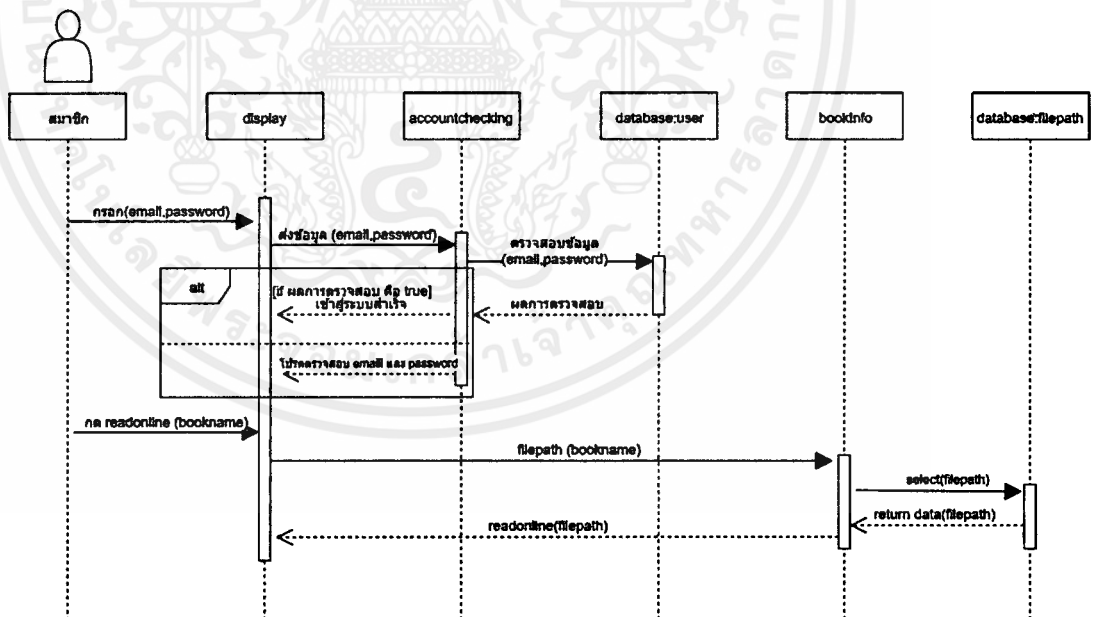 สมาชิก
display
accountchecking
database:user
bookinfo
database:filepath
กรอก(email,password)
ส่งข้อมูล (email,password)
ตรวจสอบข้อมูล
(email,password)
alt
[if ผลการตรวจสอบ คือ true]
เข้าสู่ระบบสำเร็จ
ผลการตรวจสอบ
โปรดตรวจสอบ email และ password
กด readonline (bookname)
filepath (bookname)
select(filepath)
return data(filepath)
readonline(filepath)